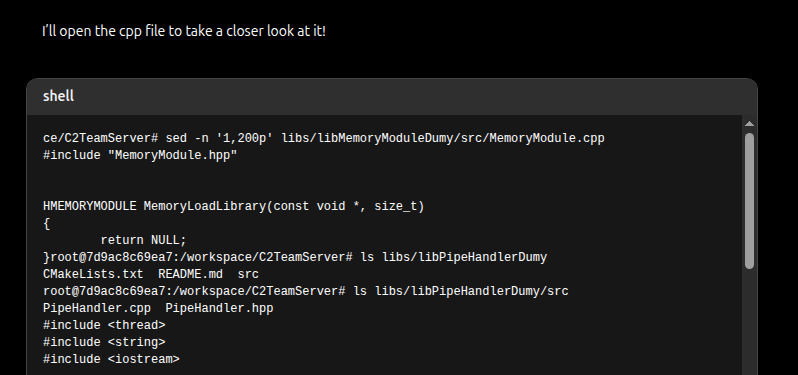 I'll open the cpp file to take a closer look at it!
shell
ce/C2TeamServer# sed -n '1,200p' libs/libMemoryModuleDumy/src/MemoryModule.cpp
#include "MemoryModule.hpp"
HMEMORYMODULE MemoryLoadLibrary(const void *, size_t)
{
        return NULL;
}root@7d9ac8c69ea7:/workspace/C2TeamServer# ls libs/libPipeHandlerDumy
CMakeLists.txt  README.md  src
root@7d9ac8c69ea7:/workspace/C2TeamServer# ls libs/libPipeHandlerDumy/src
PipeHandler.cpp  PipeHandler.hpp
#include <thread>
#include <string>
#include <iostream>